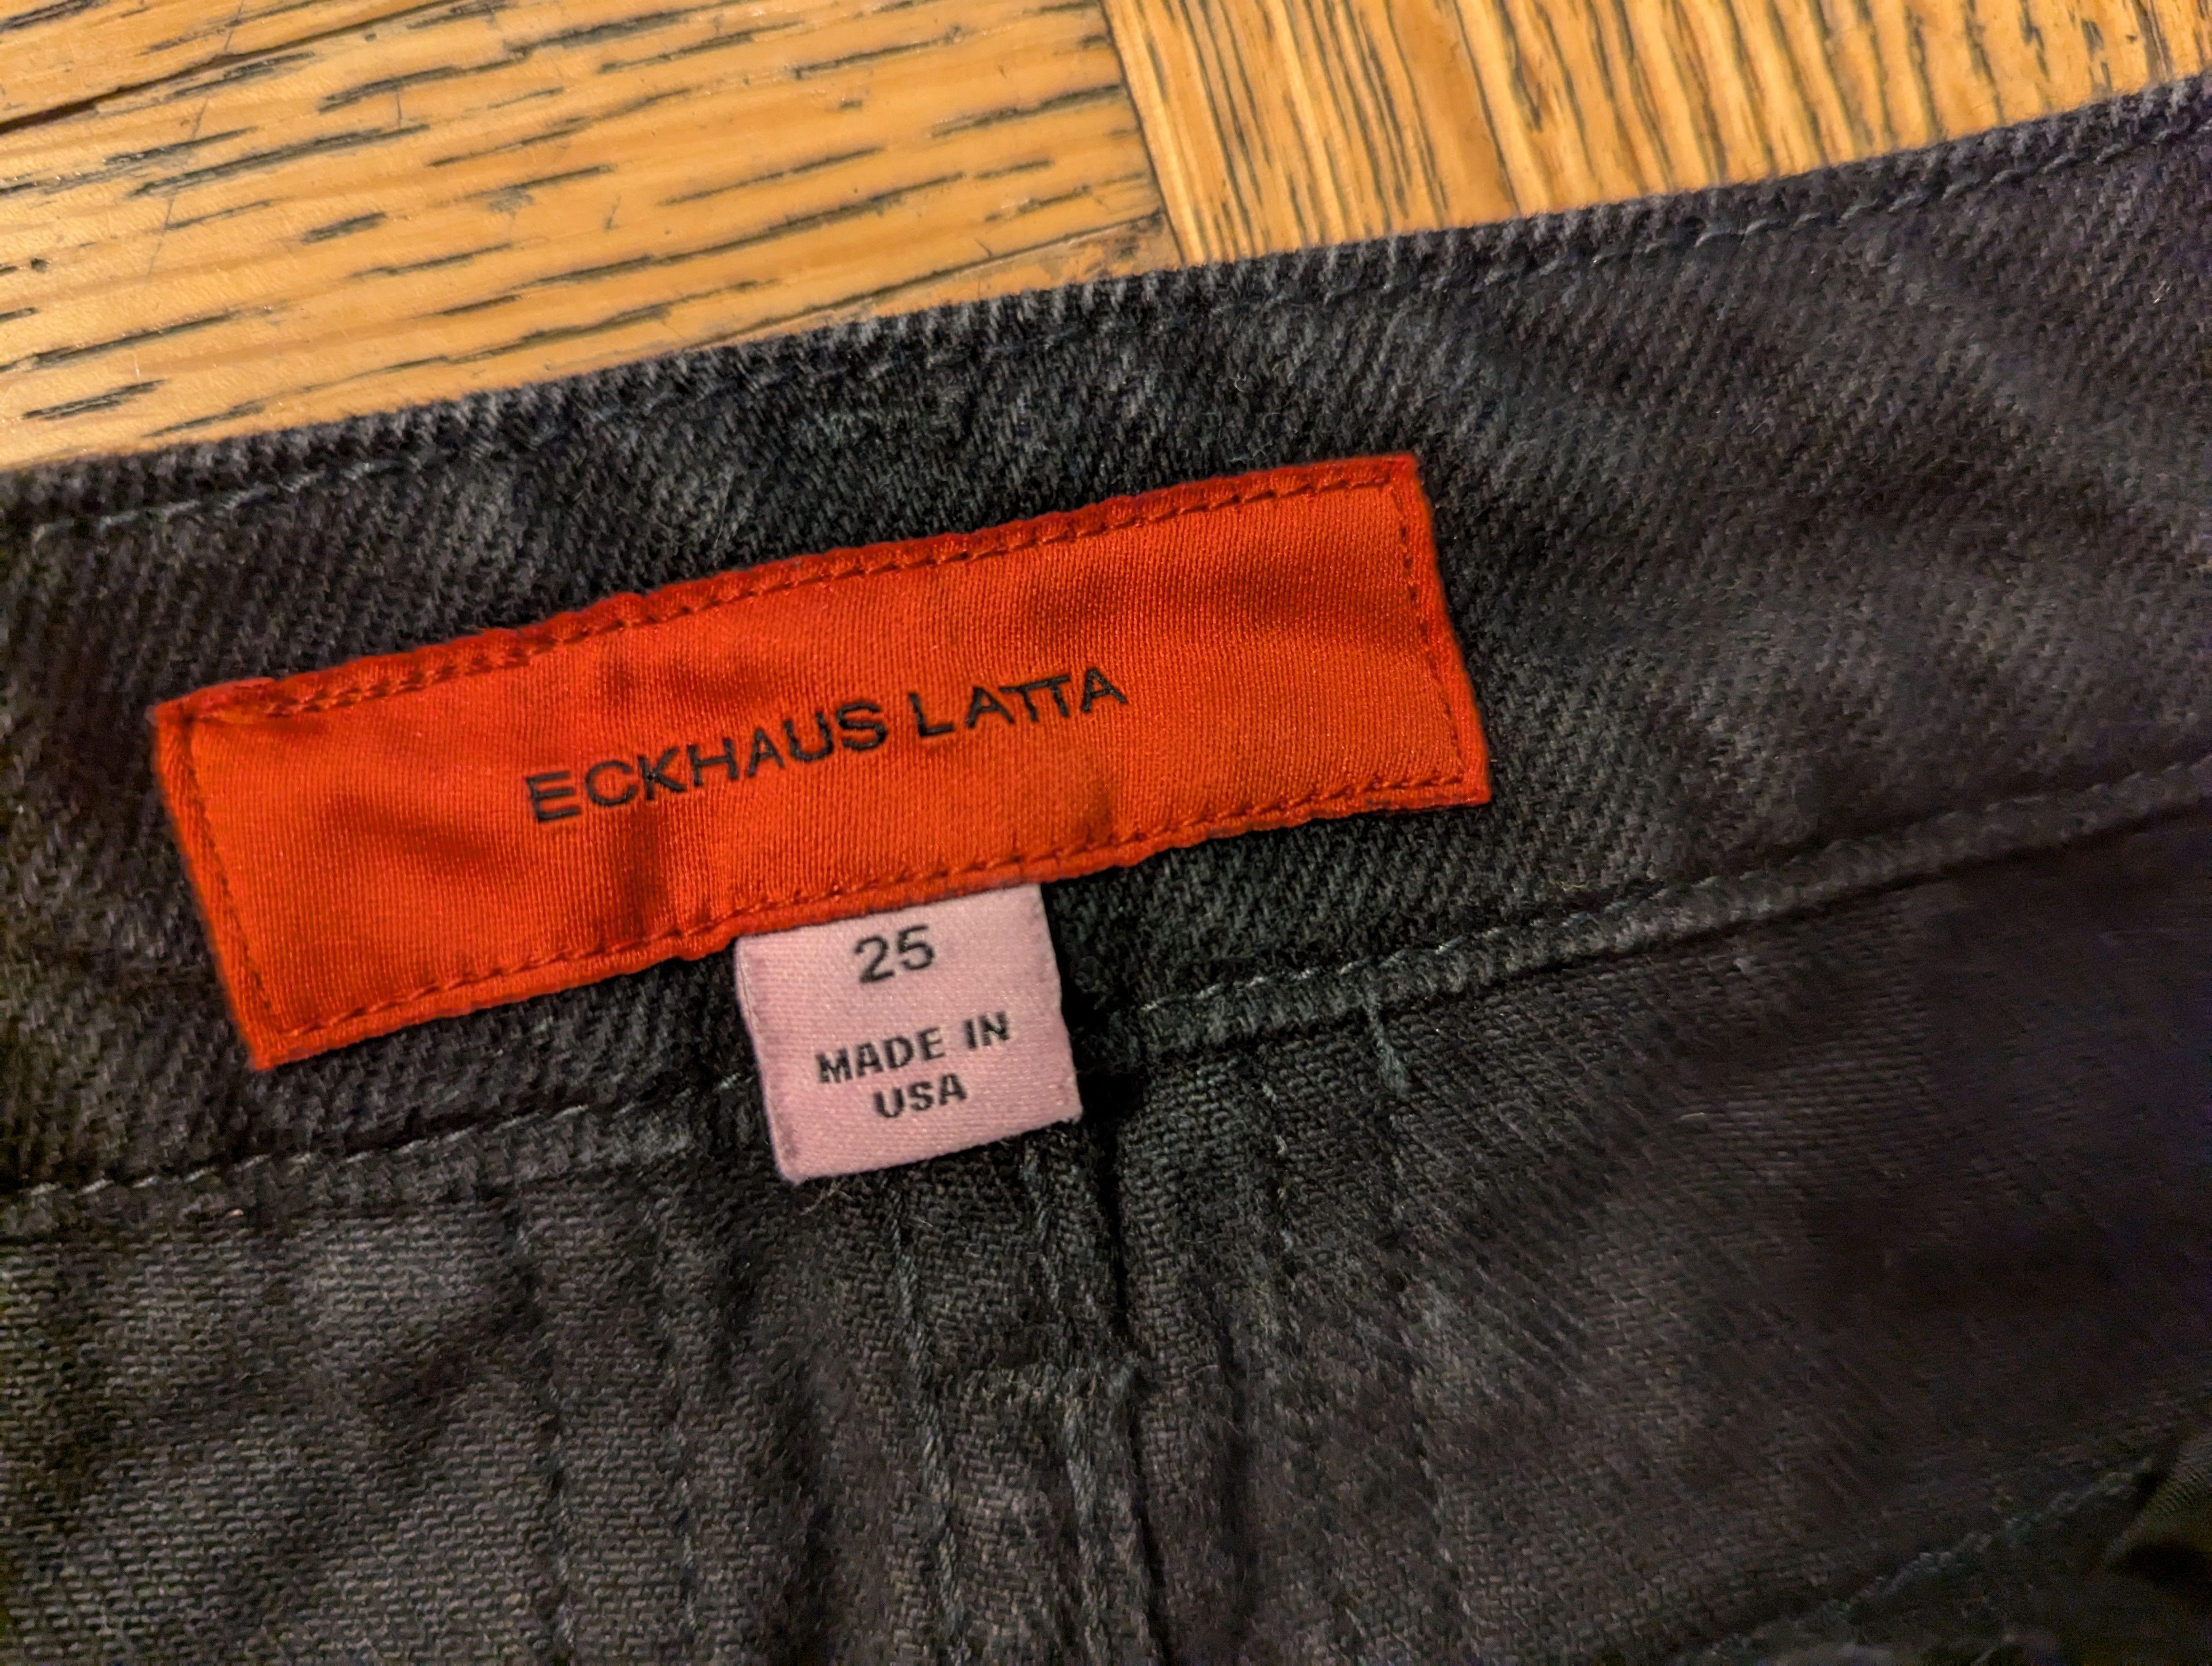 ECKHAUS LATTA
25
MADE IN
USA